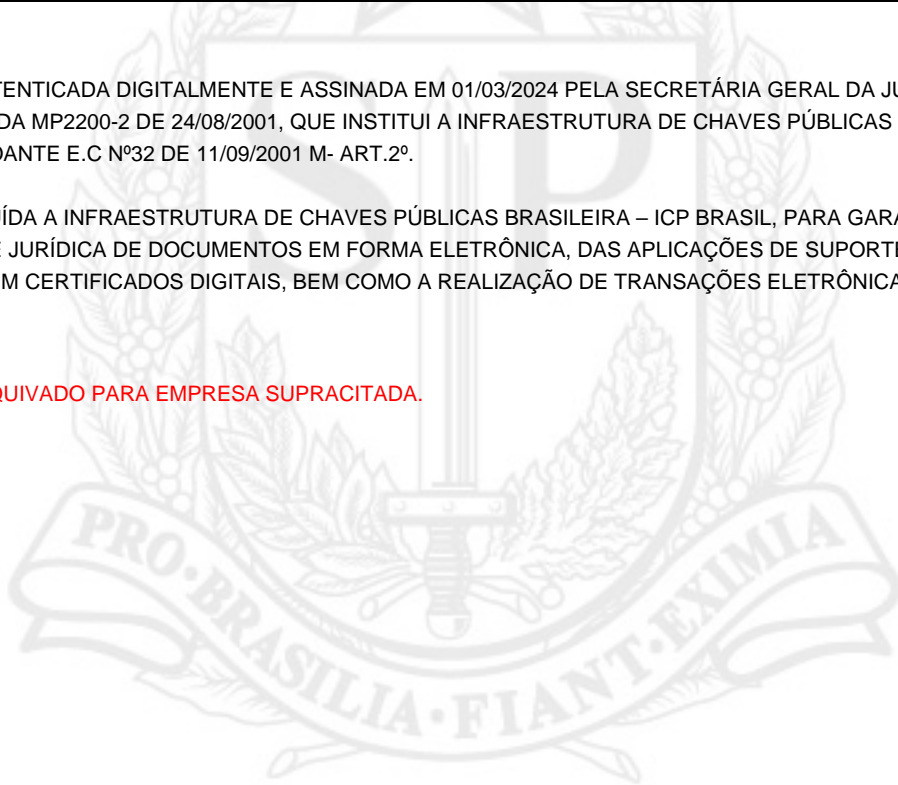 TENTICADA DIGITALMENTE E ASSINADA EM 01/03/2024 PELA SECRETÁRIA GERAL DA JU
DA MP2200-2 DE 24/08/2001, QUE INSTITUI A INFRAESTRUTURA DE CHAVES PÚBLICAS
DANTE E.C Nº32 DE 11/09/2001 M- ART.2º.
UÍDA A INFRAESTRUTURA DE CHAVES PÚBLICAS BRASILEIRA – ICP BRASIL, PARA GARA
E JURÍDICA DE DOCUMENTOS EM FORMA ELETRÔNICA, DAS APLICAÇÕES DE SUPORTE
M CERTIFICADOS DIGITAIS, BEM COMO A REALIZAÇÃO DE TRANSAÇÕES ELETRÔNICA
QUIVADO PARA EMPRESA SUPRACITADA.
SP
PRO·BRASILIA·FIANT·EXIMIA